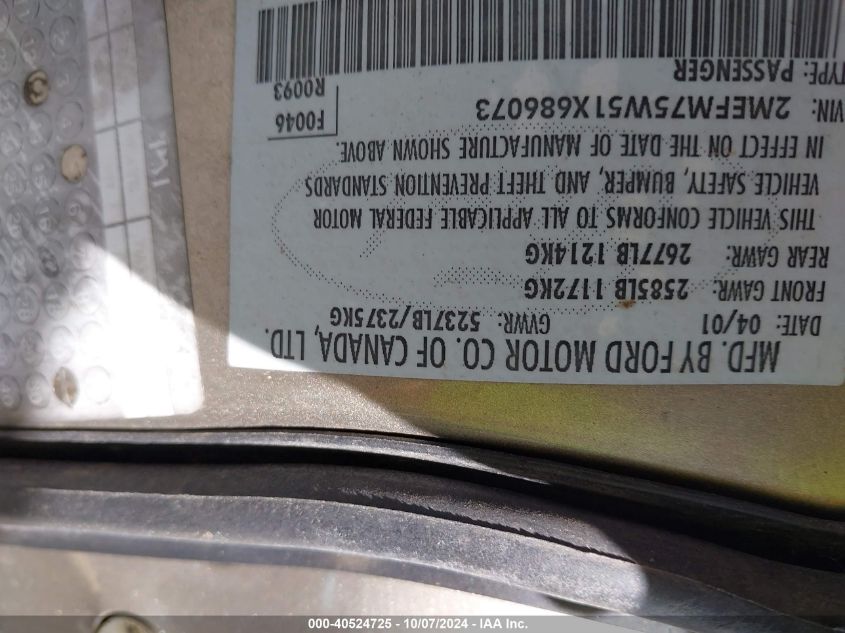 MFD. BY FORD MOTOR CO. OF CANADA, LTD.
DATE: 04/01 GVWR: 5237LB/2375KG
FRONT GAWR: 2585LB 1172KG
REAR GAWR: 2677LB 1214KG
THIS VEHICLE CONFORMS TO ALL APPLICABLE FEDERAL MOTOR
VEHICLE SAFETY, BUMPER, AND THEFT PREVENTION STANDARDS
IN EFFECT ON THE DATE OF MANUFACTURE SHOWN ABOVE.
VIN: 2MEFM75W51X686073 F0046
TYPE: PASSENGER R0093
000-40524725 - 10/07/2024 - IAA Inc.